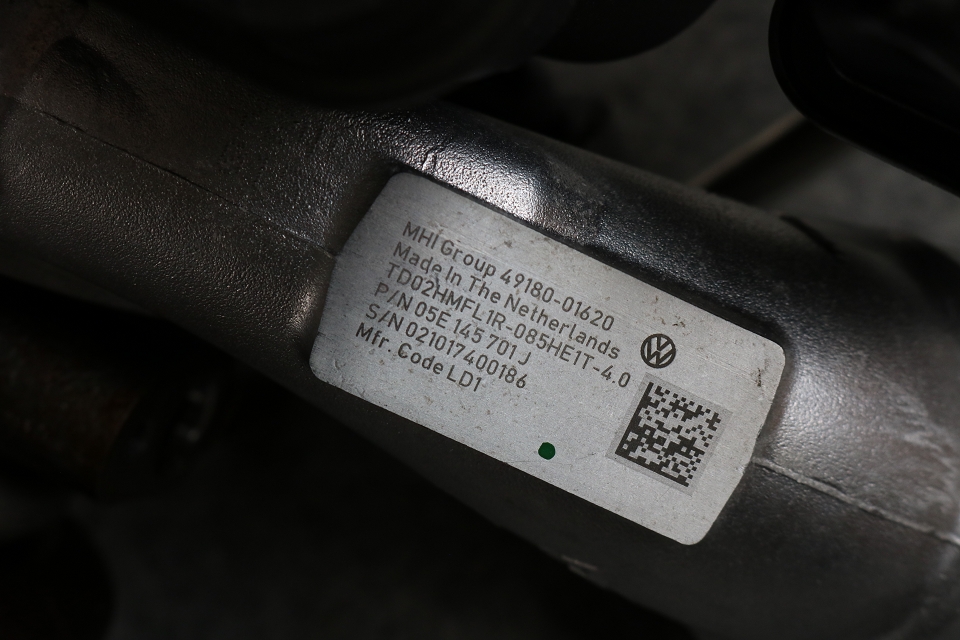 MHI Group 49180-01620
Made In The Netherlands
TD02HMFL1R-085HE1T-4.0
P/N 05E 145 701 J
S/N 021017400186
Mfr. Code LD1